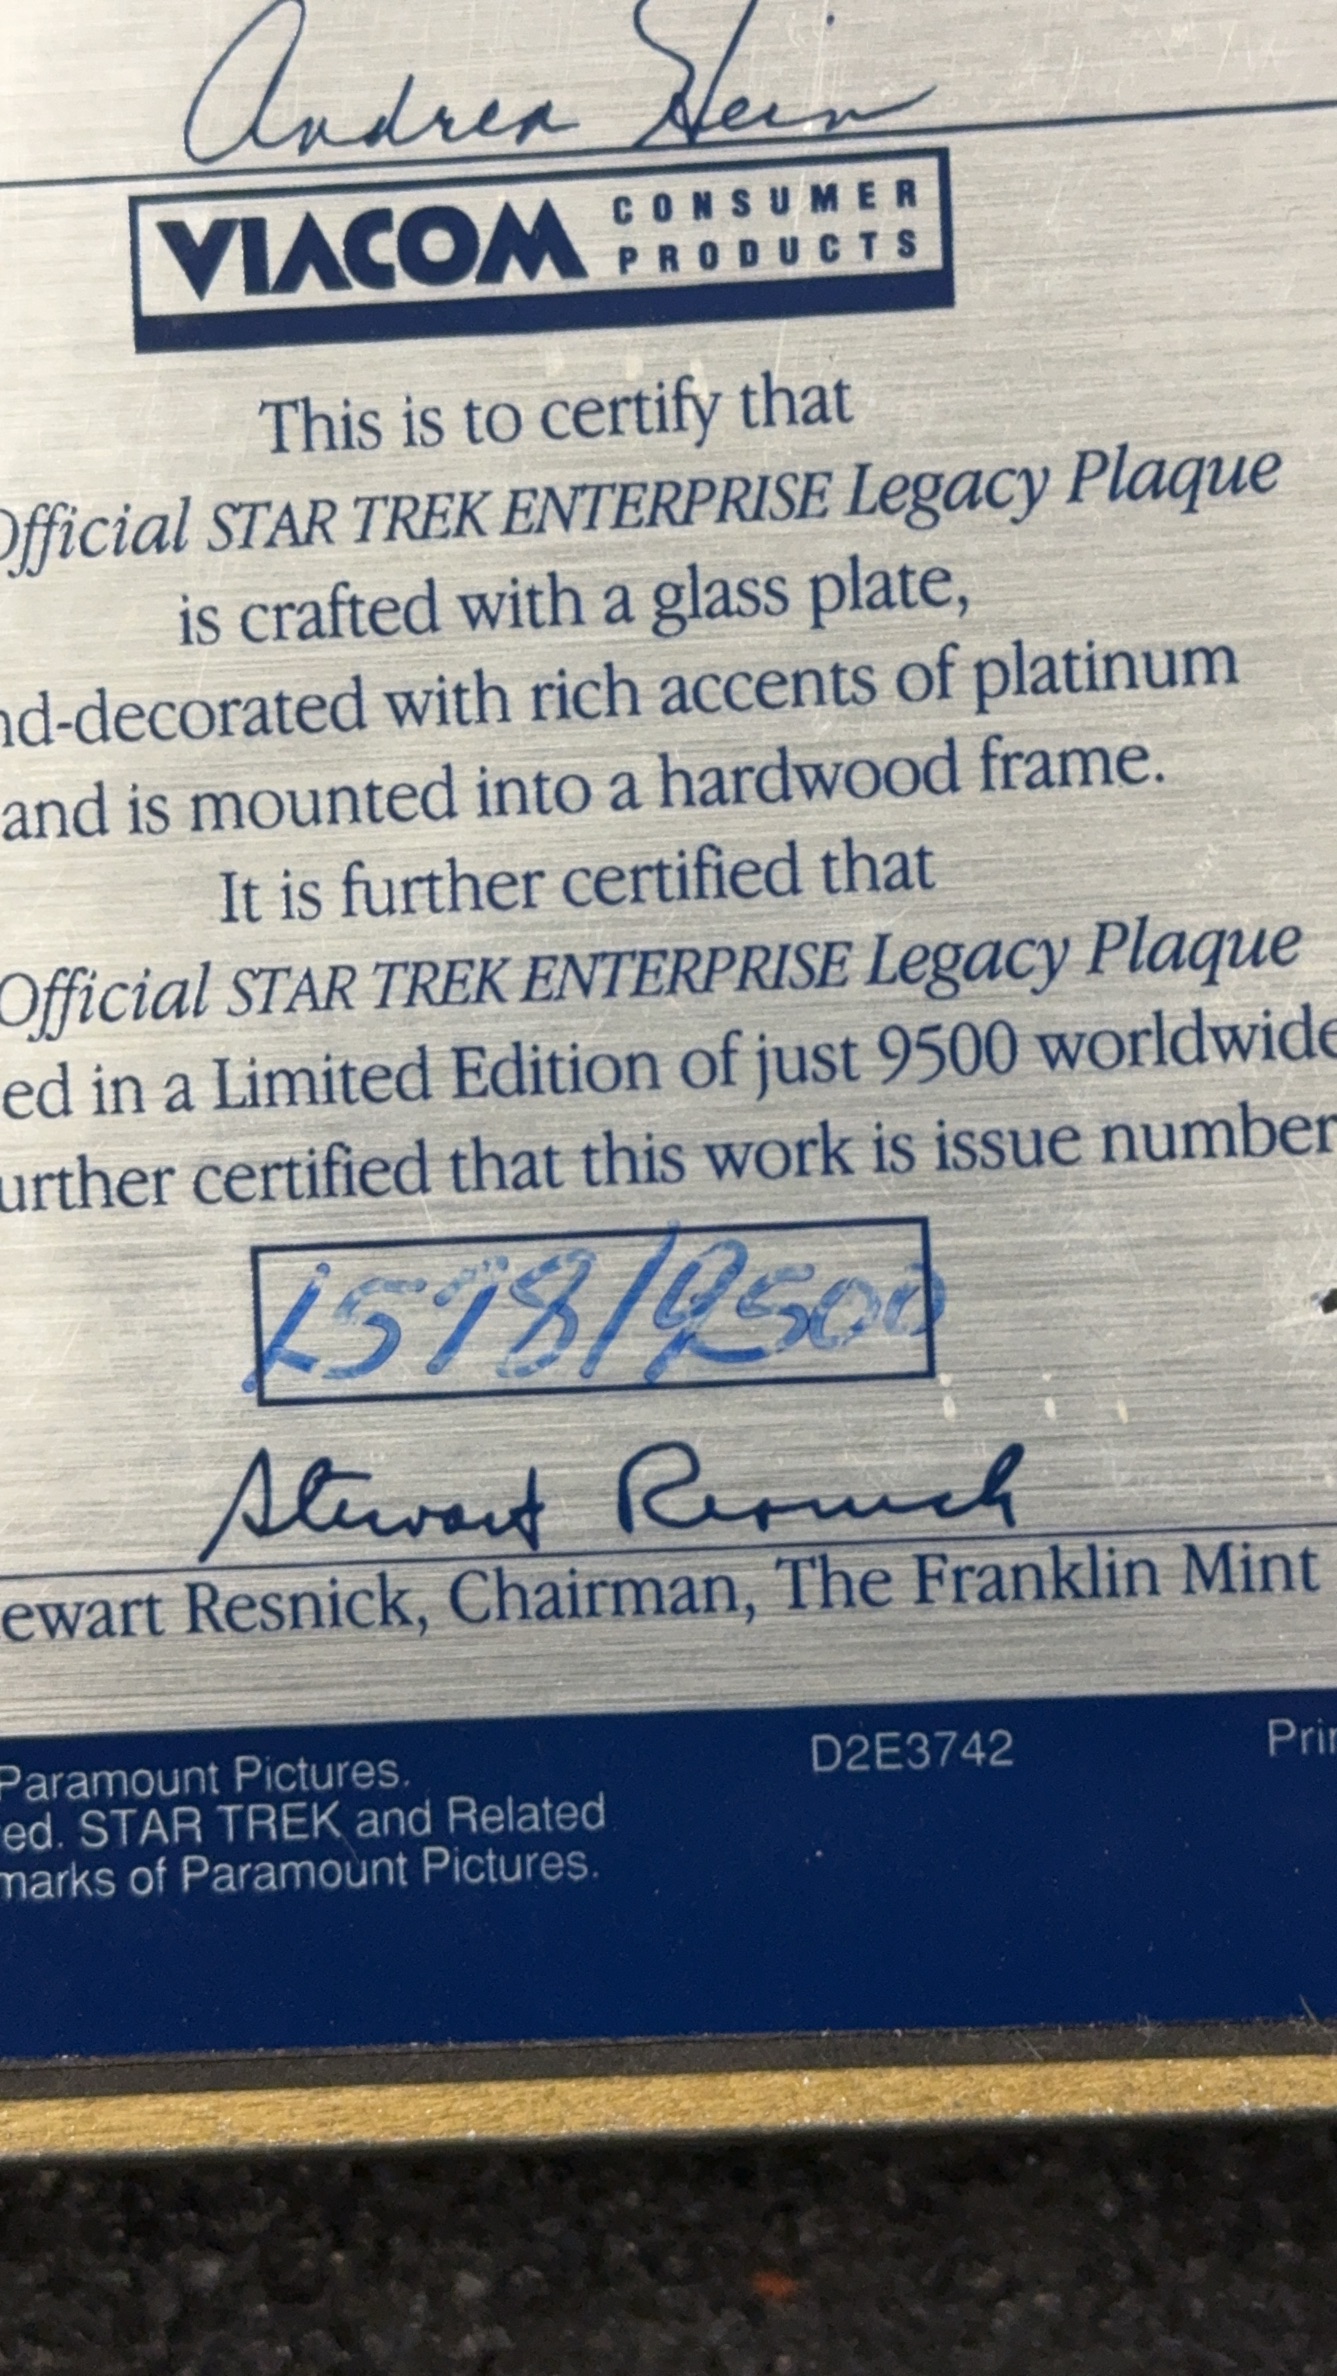 Andrea Hein
VIACOM CONSUMER PRODUCTS
This is to certify that
Official STAR TREK ENTERPRISE Legacy Plaque
is crafted with a glass plate,
nd-decorated with rich accents of platinum
and is mounted into a hardwood frame.
It is further certified that
Official STAR TREK ENTERPRISE Legacy Plaque
ed in a Limited Edition of just 9500 worldwide
urther certified that this work is issue number
1578/9500
Stewart Resnick
ewart Resnick, Chairman, The Franklin Mint
Paramount Pictures. D2E3742 Prin
ed. STAR TREK and Related
marks of Paramount Pictures.